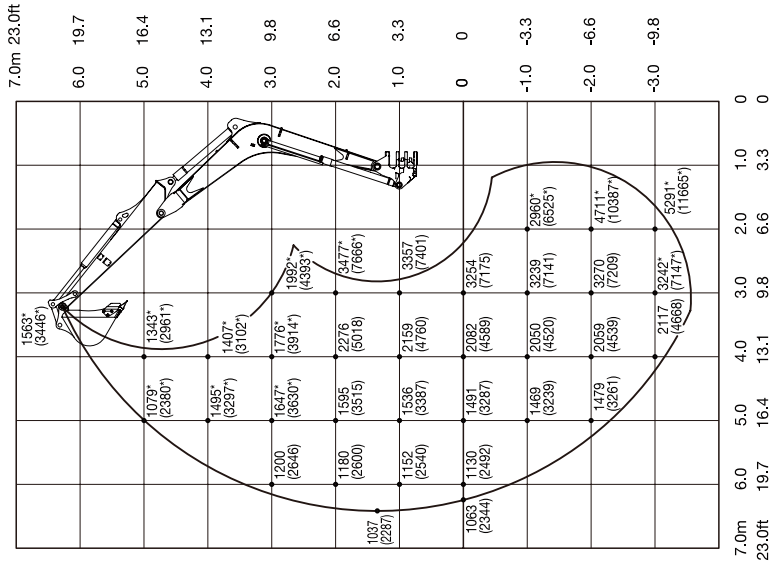 7.0m 23.0ft
1563*
(3446*)
6.0 19.7
1079* 1343*
(2380*) (2961*)
5.0 16.4
1495* 1407*
(3297*) (3102*)
4.0 13.1
1200 1647* 1776* 1992*
(2646) (3630*) (3914*) (4393*)
3.0 9.8
1180 1595 2276 3477*
(2600) (3515) (5018) (7666*)
2.0 6.6
1037
(2287)
1152 1536 2159 3357
(2540) (3387) (4760) (7401)
1.0 3.3
1063 1130 1491 2082 3254
(2344) (2492) (3287) (4589) (7175)
0 0
1469 2050 3239 2960*
(3239) (4520) (7141) (6525*)
-1.0 -3.3
1479 2059 3270 4711*
(3261) (4539) (7209) (10387*)
-2.0 -6.6
2117 3242* 5291*
(4668) (7147*) (11665*)
-3.0 -9.8
7.0m 6.0 5.0 4.0 3.0 2.0 1.0 0
23.0ft 19.7 16.4 13.1 9.8 6.6 3.3 0